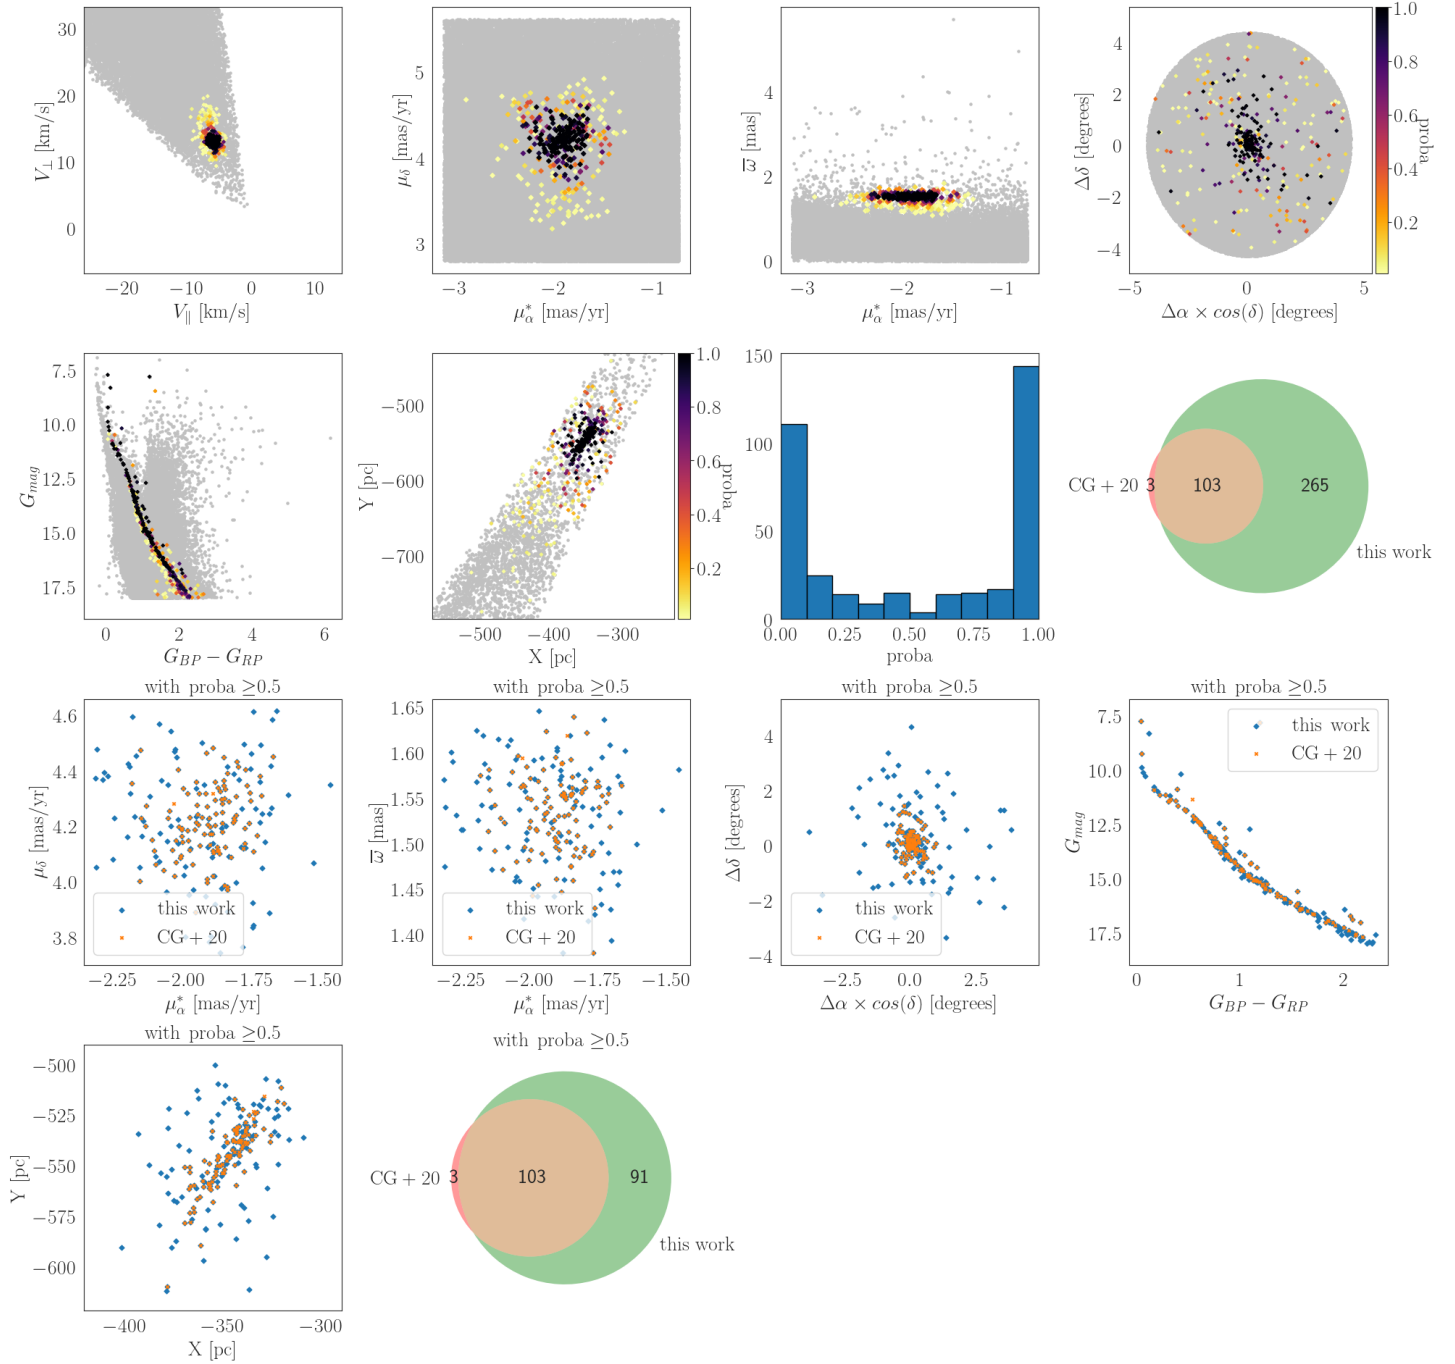 30
20
10
0
−20
−10
0
10
V⊥ [km/s]
V∥ [km/s]
5
4
3
−3
−2
−1
μδ [mas/yr]
μ*α [mas/yr]
4
2
0
−3
−2
−1
ϖ [mas]
μ*α [mas/yr]
4
2
0
−2
−4
−5
0
5
Δδ [degrees]
Δα × cos(δ) [degrees]
1.0
0.8
0.6
0.4
0.2
proba
7.5
10.0
12.5
15.0
17.5
0
2
4
6
Gmag
GBP − GRP
−500
−600
−700
−500
−400
−300
Y [pc]
X [pc]
1.0
0.8
0.6
0.4
0.2
proba
150
100
50
0
0.00
0.25
0.50
0.75
1.00
proba
CG + 20
3
103
265
this work
with proba ≥0.5
4.6
4.4
4.2
4.0
3.8
−2.25
−2.00
−1.75
−1.50
μδ [mas/yr]
μ*α [mas/yr]
this work
CG + 20
with proba ≥0.5
1.65
1.60
1.55
1.50
1.45
1.40
−2.25
−2.00
−1.75
−1.50
ϖ [mas]
μ*α [mas/yr]
this work
CG + 20
with proba ≥0.5
4
2
0
−2
−4
−2.5
0.0
2.5
Δδ [degrees]
Δα × cos(δ) [degrees]
this work
CG + 20
with proba ≥0.5
7.5
10.0
12.5
15.0
17.5
0
1
2
Gmag
GBP − GRP
this work
CG + 20
with proba ≥0.5
−500
−525
−550
−575
−600
−400
−350
−300
Y [pc]
X [pc]
with proba ≥0.5
CG + 20
3
103
91
this work